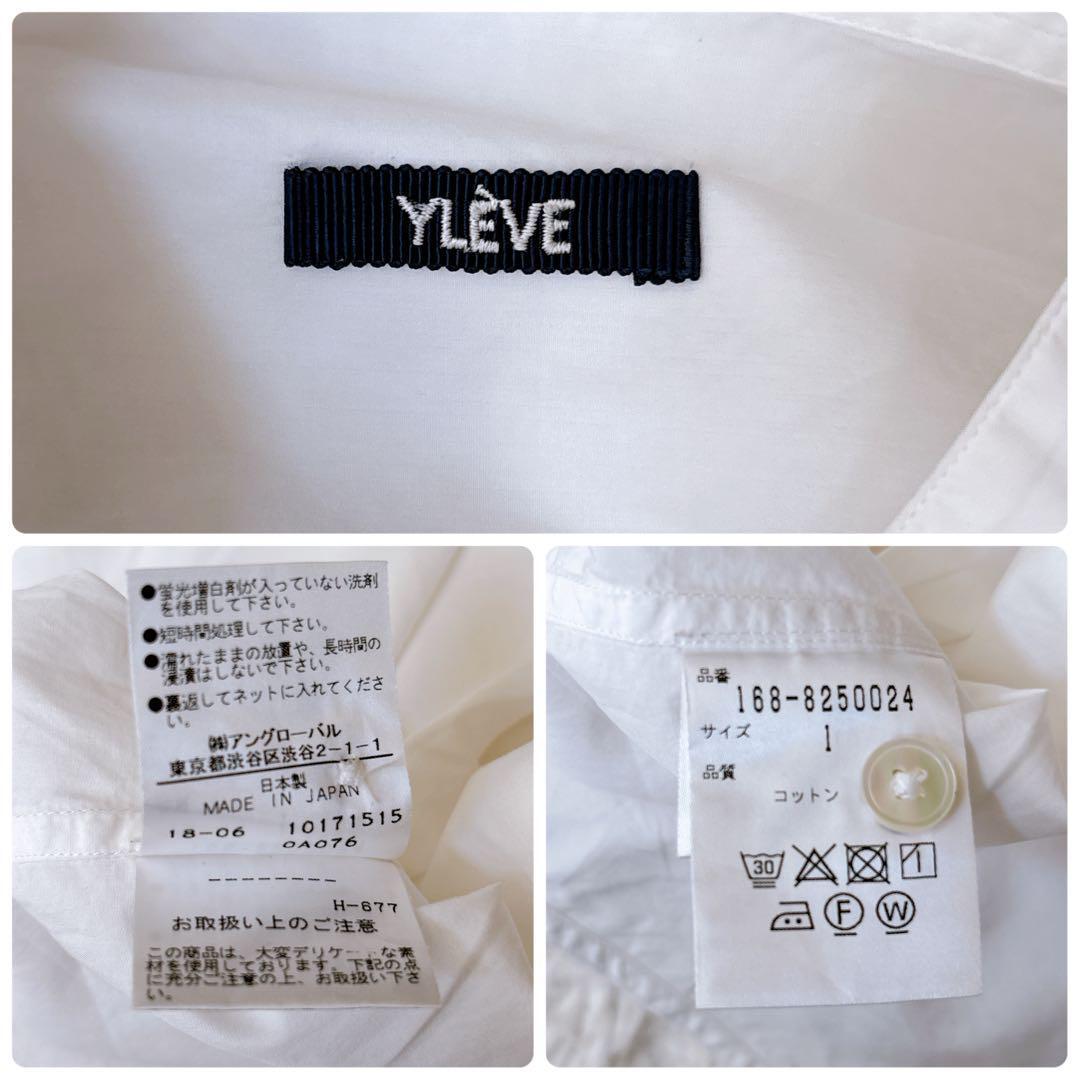 YLÈVE
●蛍光増白剤が入っていない洗剤
を使用して下さい。
●短時間処理して下さい。
●濡れたままの放置や、長時間の
浸漬はしないで下さい。
●裏返してネットに入れてくださ
い。
㈱アングローバル
東京都渋谷区渋谷2-1-1
日本製
MADE IN JAPAN
18-06 10171515
0A076
--------
H-677
お取扱い上のご注意
この商品は、大変デリケートな素
材を使用しております。下記の点
に充分ご注意の上、お取扱い下さ
い。
品番
168-8250024
サイズ
1
品質
コットン
30
F W